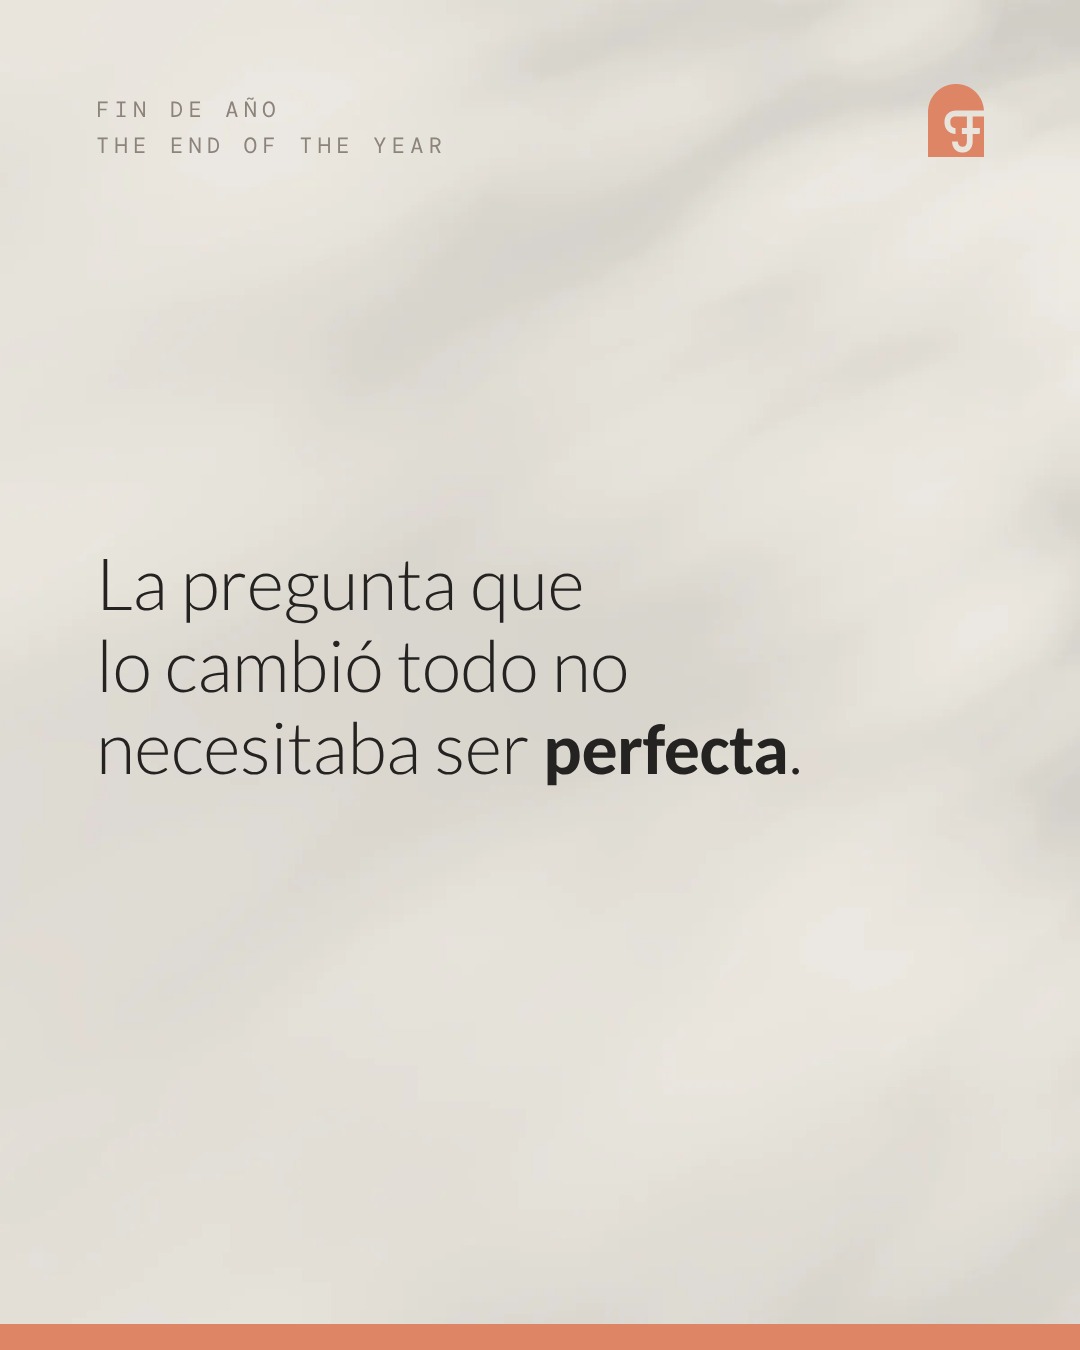 FIN DE AÑO
THE END OF THE YEAR
La pregunta que
lo cambió todo no
necesitaba ser perfecta.